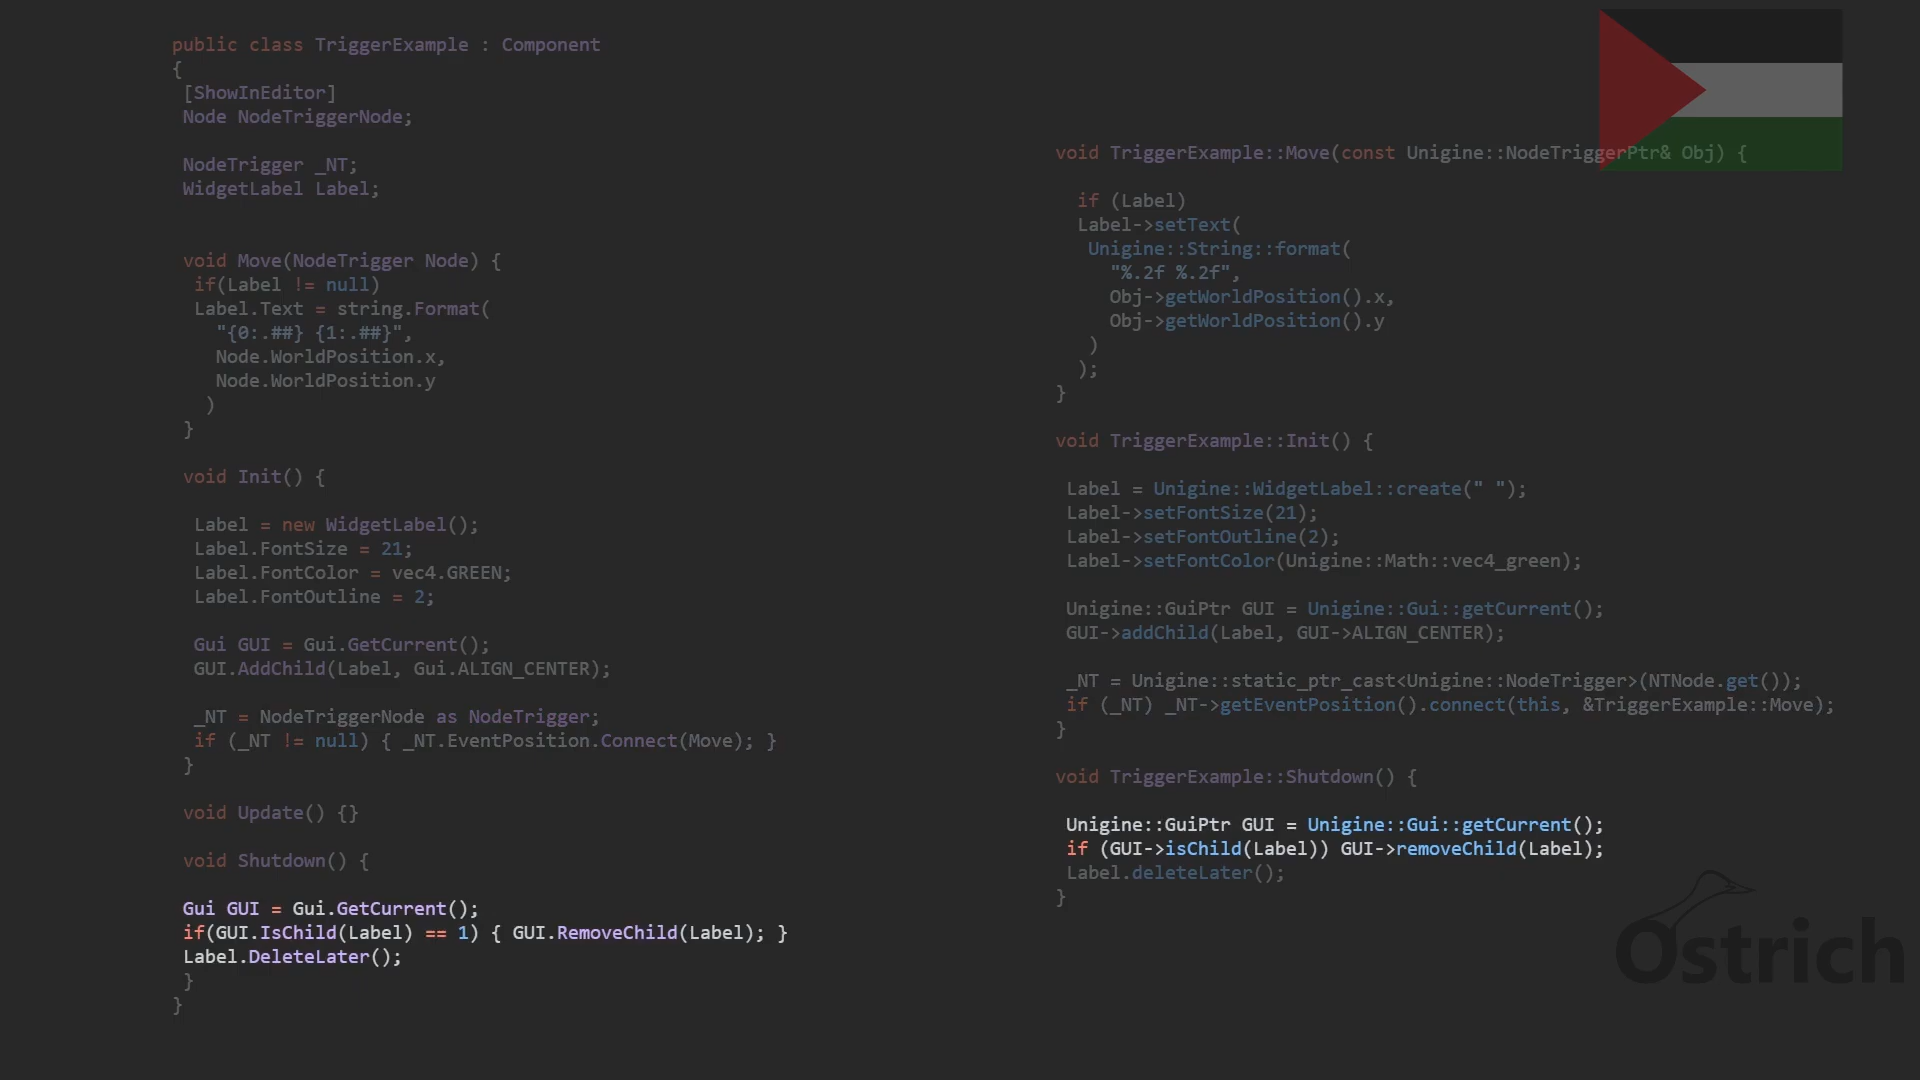 public class TriggerExample : Component
{
[ShowInEditor]
Node NodeTriggerNode;
NodeTrigger _NT;
WidgetLabel Label;
void Move(NodeTrigger Node) {
if(Label != null)
Label.Text = string.Format(
"{0:.##} {1:.##}",
Node.WorldPosition.x,
Node.WorldPosition.y
)
}
void Init() {
Label = new WidgetLabel();
Label.FontSize = 21;
Label.FontColor = vec4.GREEN;
Label.FontOutline = 2;
Gui GUI = Gui.GetCurrent();
GUI.AddChild(Label, Gui.ALIGN_CENTER);
_NT = NodeTriggerNode as NodeTrigger;
if (_NT != null) { _NT.EventPosition.Connect(Move); }
}
void Update() {}
void Shutdown() {
Gui GUI = Gui.GetCurrent();
if(GUI.IsChild(Label) == 1) { GUI.RemoveChild(Label); }
Label.DeleteLater();
}
}
void TriggerExample::Move(const Unigine::NodeTriggerPtr& Obj) {
if (Label)
Label->setText(
Unigine::String::format(
"%.2f %.2f",
Obj->getWorldPosition().x,
Obj->getWorldPosition().y
)
);
}
void TriggerExample::Init() {
Label = Unigine::WidgetLabel::create(" ");
Label->setFontSize(21);
Label->setFontOutline(2);
Label->setFontColor(Unigine::Math::vec4_green);
Unigine::GuiPtr GUI = Unigine::Gui::getCurrent();
GUI->addChild(Label, GUI->ALIGN_CENTER);
_NT = Unigine::static_ptr_cast<Unigine::NodeTrigger>(NTNode.get());
if (_NT) _NT->getEventPosition().connect(this, &TriggerExample::Move);
}
void TriggerExample::Shutdown() {
Unigine::GuiPtr GUI = Unigine::Gui::getCurrent();
if (GUI->isChild(Label)) GUI->removeChild(Label);
Label.deleteLater();
}
Ostrich